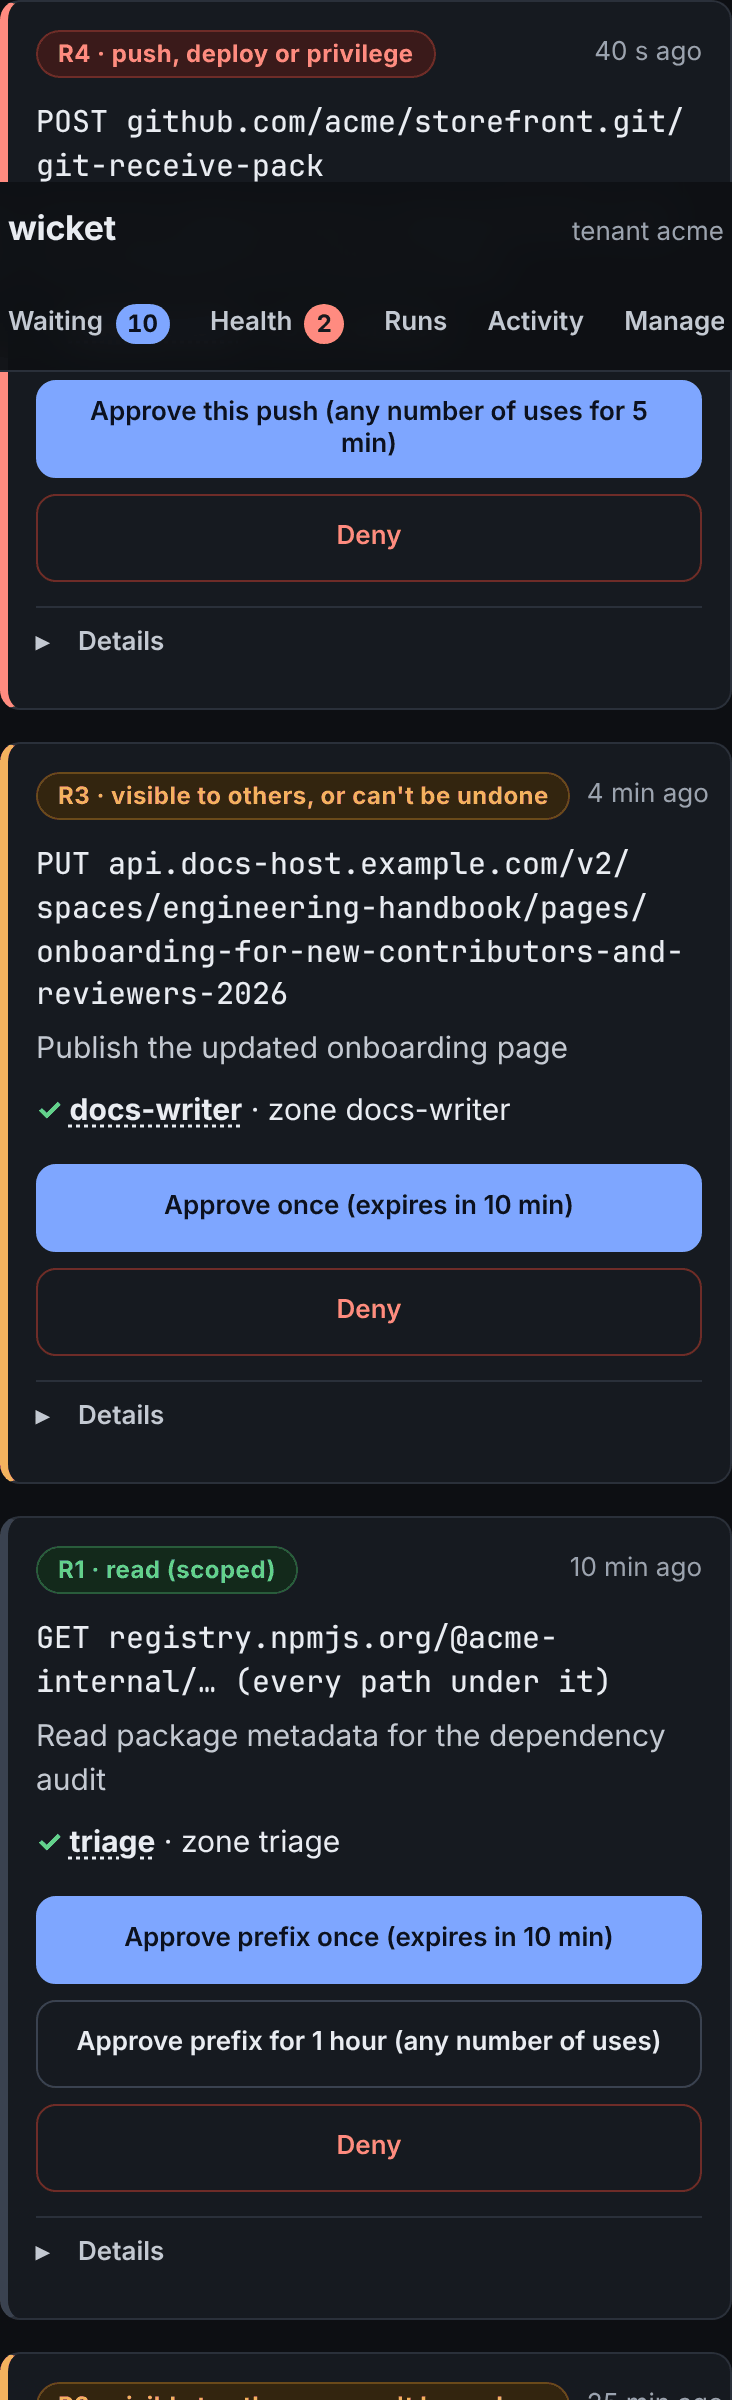 R4 · push, deploy or privilege
40 s ago
POST github.com/acme/storefront.git/
git-receive-pack
wicket
tenant acme
Waiting 10 Health 2 Runs Activity Manage
Approve this push (any number of uses for 5
min)
Deny
▶ Details
R3 · visible to others, or can't be undone
4 min ago
PUT api.docs-host.example.com/v2/
spaces/engineering-handbook/pages/
onboarding-for-new-contributors-and-
reviewers-2026
Publish the updated onboarding page
✓ docs-writer · zone docs-writer
Approve once (expires in 10 min)
Deny
▶ Details
R1 · read (scoped)
10 min ago
GET registry.npmjs.org/@acme-
internal/… (every path under it)
Read package metadata for the dependency
audit
✓ triage · zone triage
Approve prefix once (expires in 10 min)
Approve prefix for 1 hour (any number of uses)
Deny
▶ Details